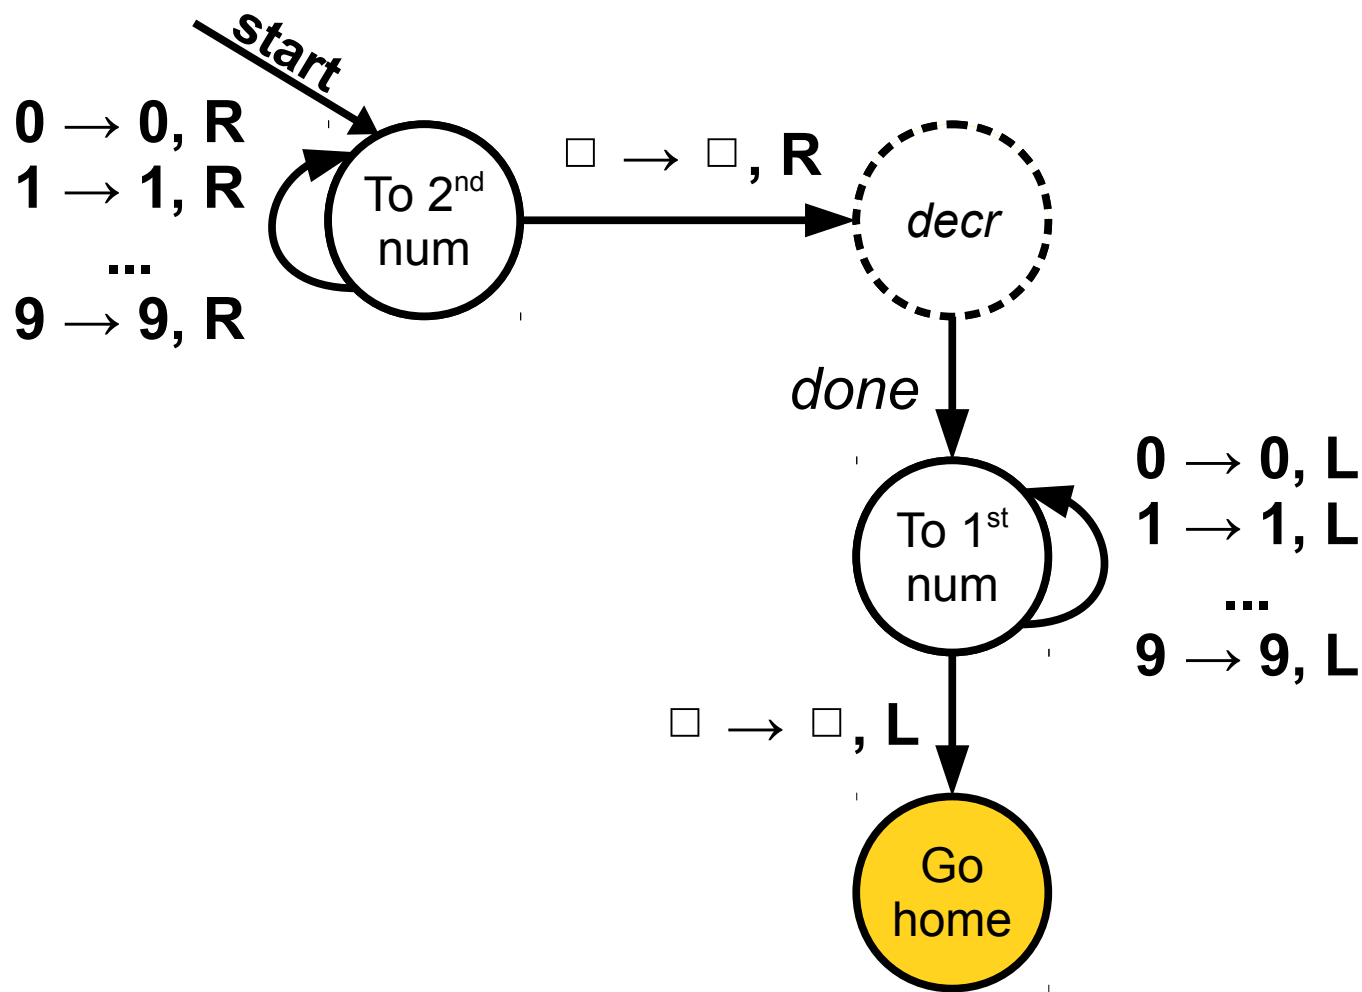 start
0 → 0, R
1 → 1, R
...
9 → 9, R
To 2nd
num
□ → □, R
decr
done
To 1st
num
0 → 0, L
1 → 1, L
...
9 → 9, L
□ → □, L
Go
home